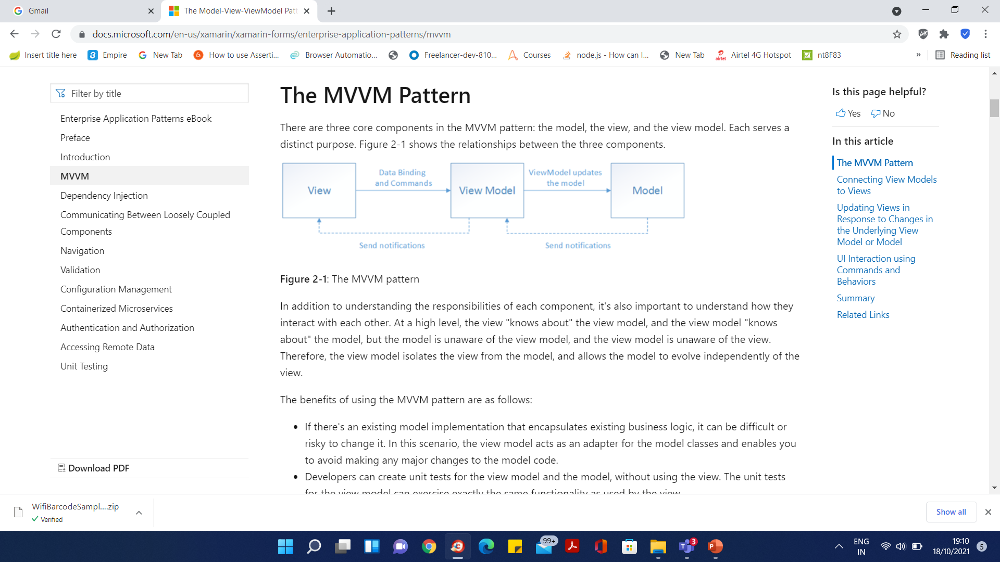 Gmail
The Model-View-ViewModel Patt
docs.microsoft.com/en-us/xamarin/xamarin-forms/enterprise-application-patterns/mvvm
Insert title here
Empire
New Tab
How to use Asserti...
Browser Automatio...
Freelancer-dev-810...
Courses
node.js - How can I...
New Tab
Airtel 4G Hotspot
nt8F83
»
Reading list
Filter by title
Enterprise Application Patterns eBook
Preface
Introduction
MVVM
Dependency Injection
Communicating Between Loosely Coupled
Components
Navigation
Validation
Configuration Management
Containerized Microservices
Authentication and Authorization
Accessing Remote Data
Unit Testing
Download PDF
The MVVM Pattern
There are three core components in the MVVM pattern: the model, the view, and the view model. Each serves a
distinct purpose. Figure 2-1 shows the relationships between the three components.
View
Data Binding
and Commands
View Model
ViewModel updates
the model
Model
Send notifications
Send notifications
Figure 2-1: The MVVM pattern
In addition to understanding the responsibilities of each component, it's also important to understand how they
interact with each other. At a high level, the view "knows about" the view model, and the view model "knows
about" the model, but the model is unaware of the view model, and the view model is unaware of the view.
Therefore, the view model isolates the view from the model, and allows the model to evolve independently of the
view.
The benefits of using the MVVM pattern are as follows:
• If there's an existing model implementation that encapsulates existing business logic, it can be difficult or
risky to change it. In this scenario, the view model acts as an adapter for the model classes and enables you
to avoid making any major changes to the model code.
• Developers can create unit tests for the view model and the model, without using the view. The unit tests
for the view model can exercise exactly the same functionality as used by the view.
Is this page helpful?
Yes
No
In this article
The MVVM Pattern
Connecting View Models
to Views
Updating Views in
Response to Changes in
the Underlying View
Model or Model
UI Interaction using
Commands and
Behaviors
Summary
Related Links
WifiBarcodeSampl....zip
Verified
Show all
99+
3
ENG
IN
19:10
18/10/2021
5